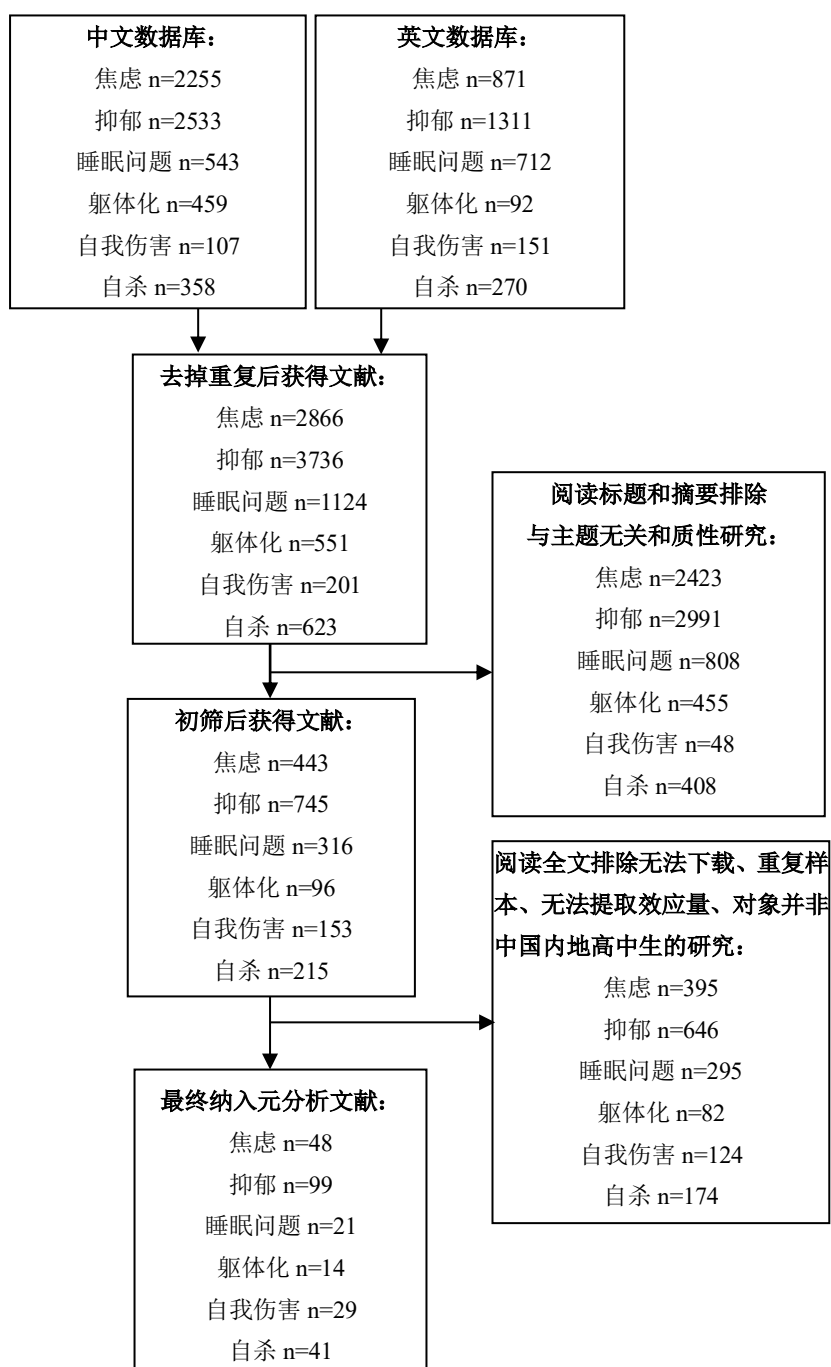 中文数据库：
焦虑 n=2255
抑郁 n=2533
睡眠问题 n=543
躯体化 n=459
自我伤害 n=107
自杀 n=358
英文数据库：
焦虑 n=871
抑郁 n=1311
睡眠问题 n=712
躯体化 n=92
自我伤害 n=151
自杀 n=270
去掉重复后获得文献：
焦虑 n=2866
抑郁 n=3736
睡眠问题 n=1124
躯体化 n=551
自我伤害 n=201
自杀 n=623
阅读标题和摘要排除
与主题无关和质性研究：
焦虑 n=2423
抑郁 n=2991
睡眠问题 n=808
躯体化 n=455
自我伤害 n=48
自杀 n=408
初筛后获得文献：
焦虑 n=443
抑郁 n=745
睡眠问题 n=316
躯体化 n=96
自我伤害 n=153
自杀 n=215
阅读全文排除无法下载、重复样
本、无法提取效应量、对象并非
中国内地高中生的研究：
焦虑 n=395
抑郁 n=646
睡眠问题 n=295
躯体化 n=82
自我伤害 n=124
自杀 n=174
最终纳入元分析文献：
焦虑 n=48
抑郁 n=99
睡眠问题 n=21
躯体化 n=14
自我伤害 n=29
自杀 n=41